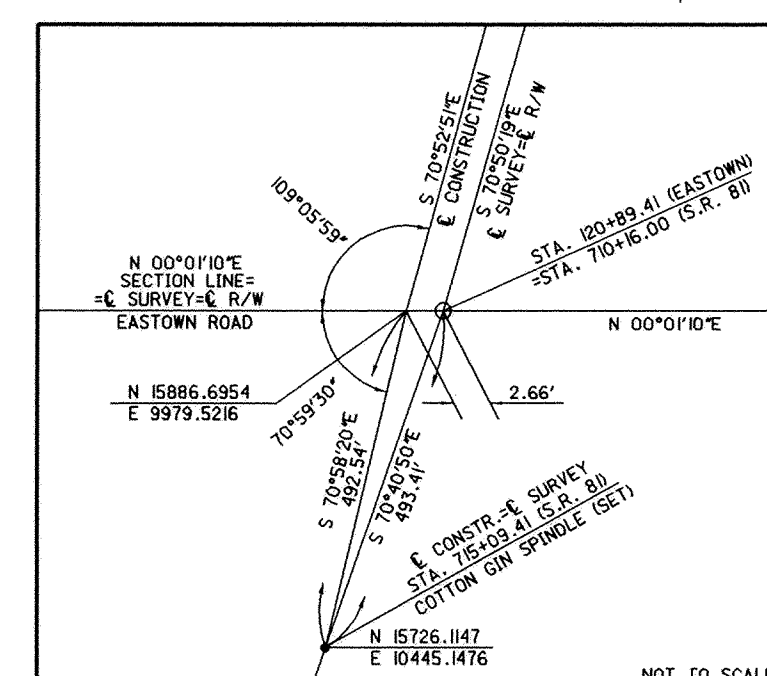 S 70°52'51"E
℄ CONSTRUCTION
S 70°50'19"E
℄ SURVEY=℄ R/W
109°05'59"
STA. 120+89.41 (EASTOWN)
=STA. 710+16.00 (S.R. 81)
N 00°01'10"E
SECTION LINE=
=℄ SURVEY=℄ R/W
EASTOWN ROAD
N 00°01'10"E
N 15886.6954
E 9979.5216
70°59'30"
2.66'
S 70°58'20"E
492.54'
S 70°40'50"E
493.41'
℄ CONSTR.=℄ SURVEY
STA. 715+09.41 (S.R. 81)
COTTON GIN SPINDLE (SET)
N 15726.1147
E 10445.1476
NOT TO SCALE